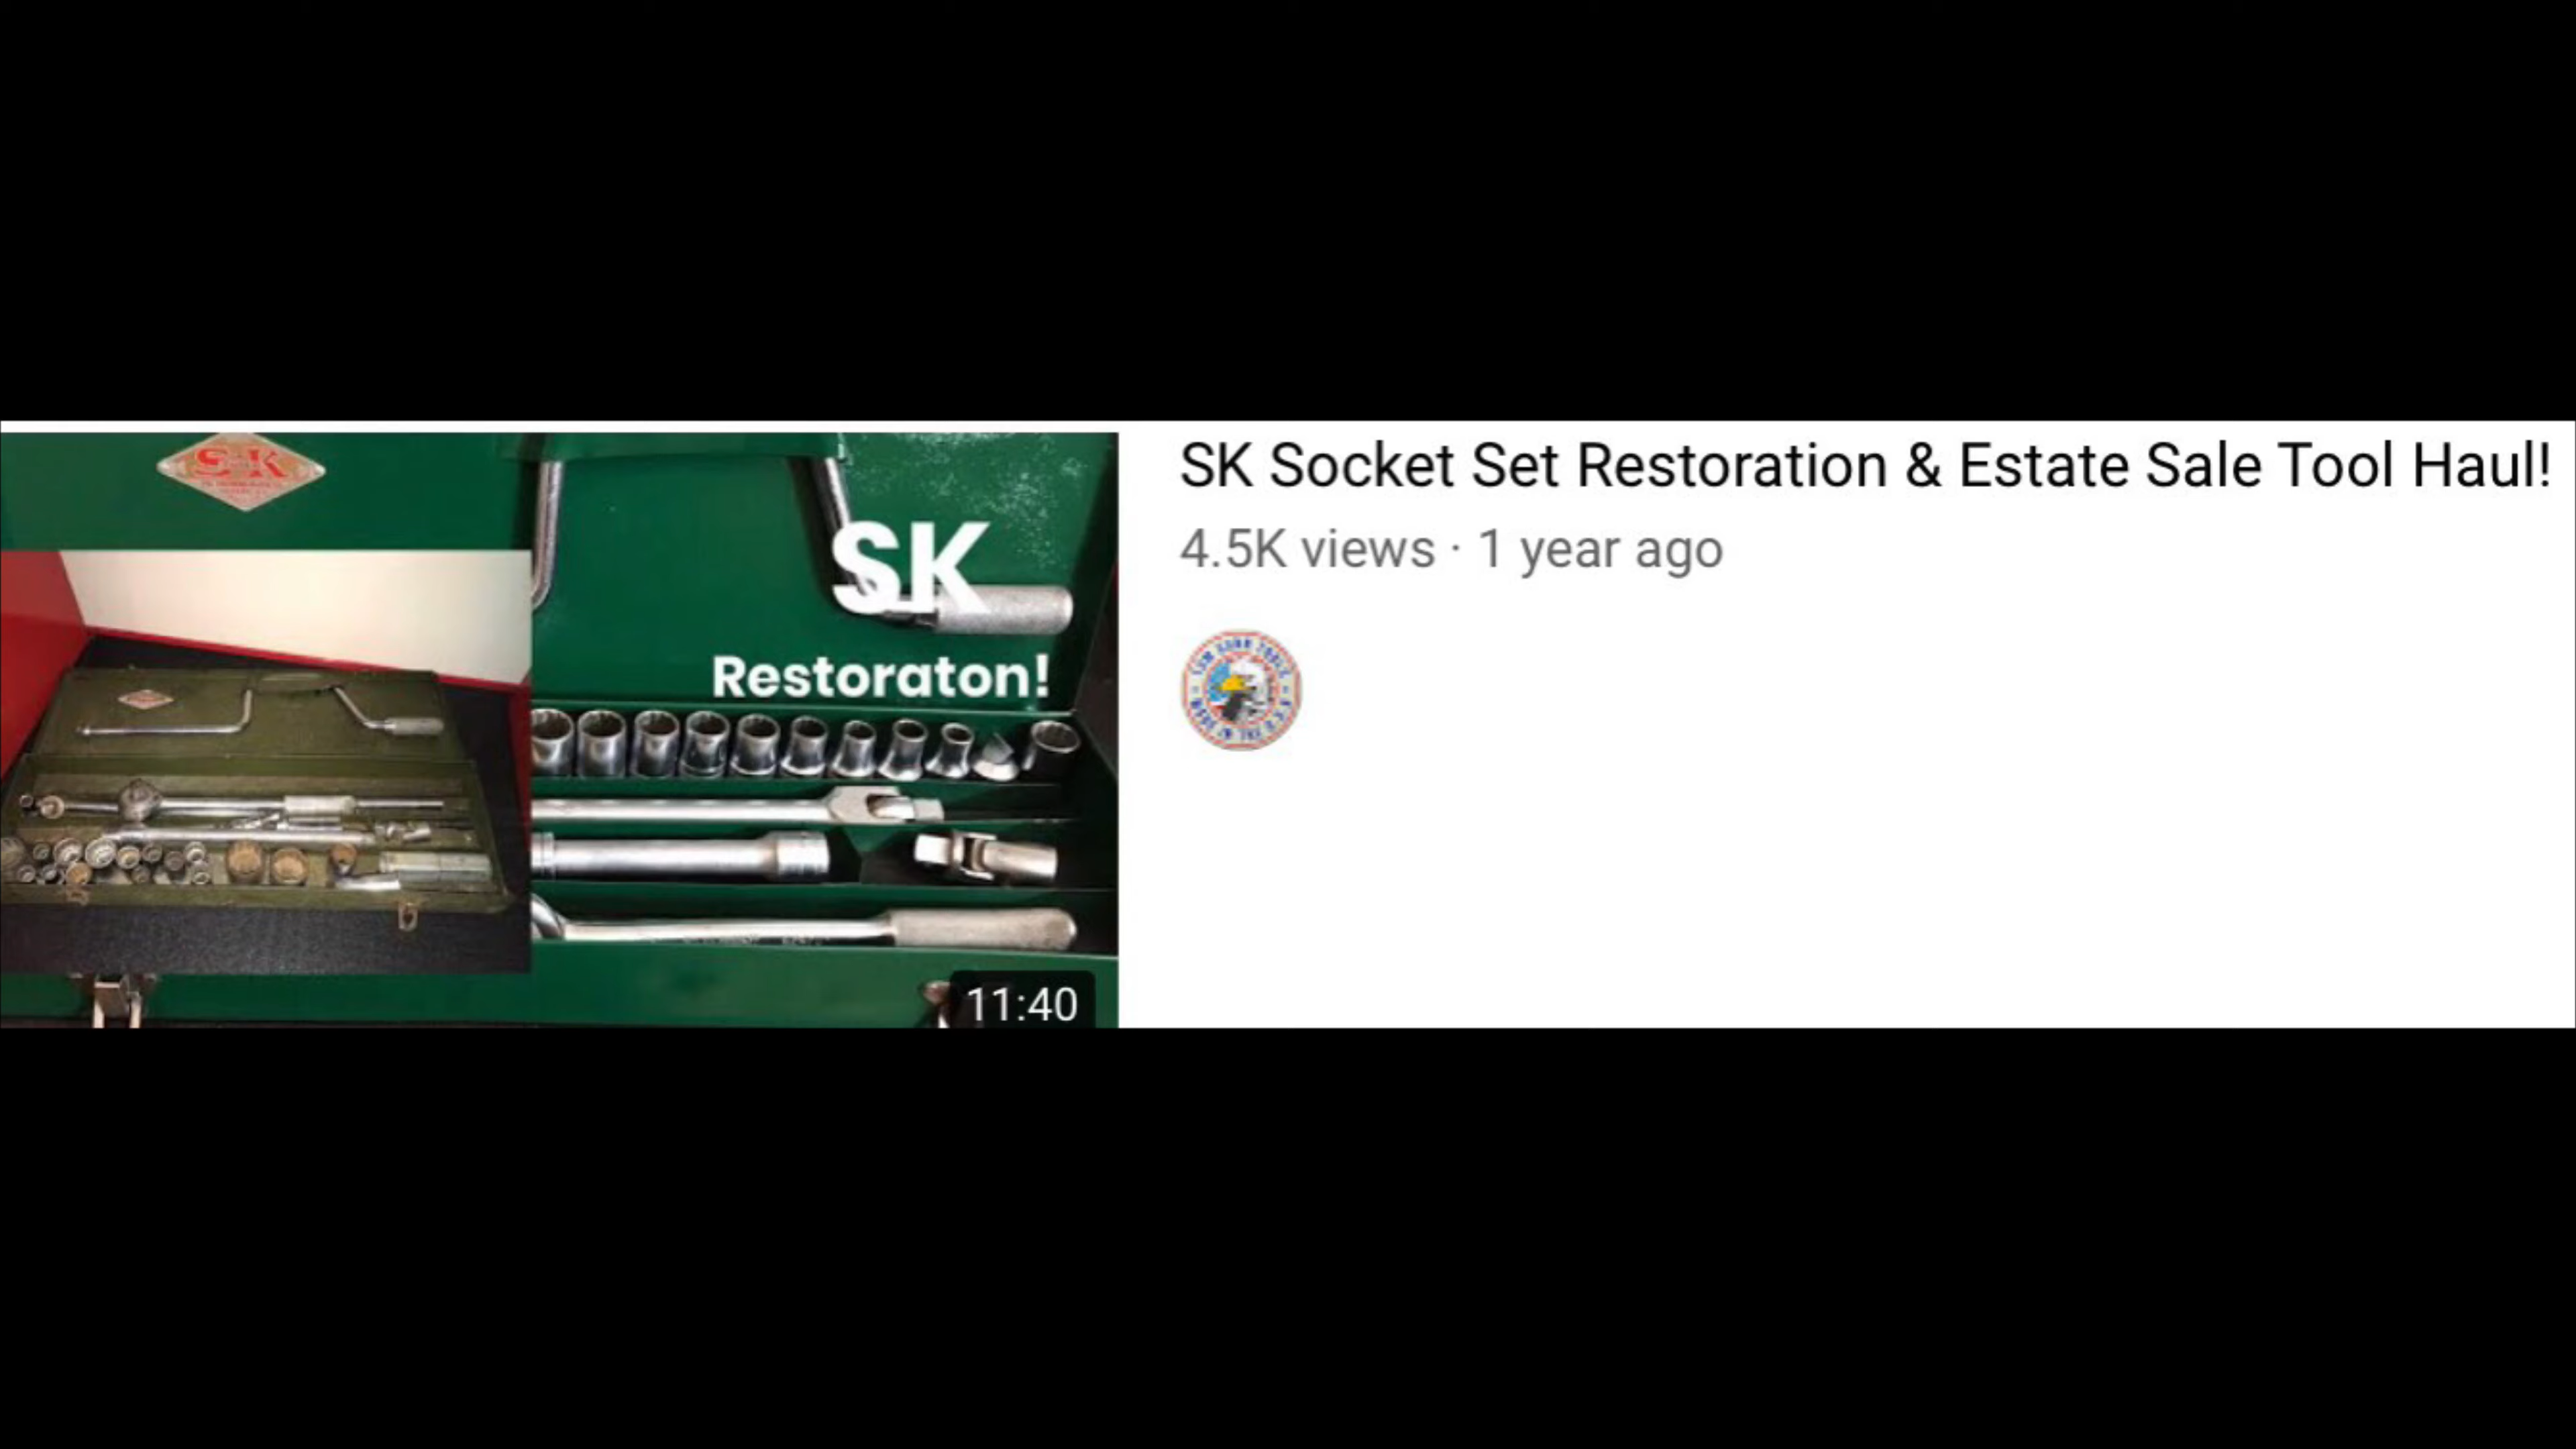 S-K
SK
Restoraton!
11:40
SK Socket Set Restoration & Estate Sale Tool Haul!
4.5K views · 1 year ago